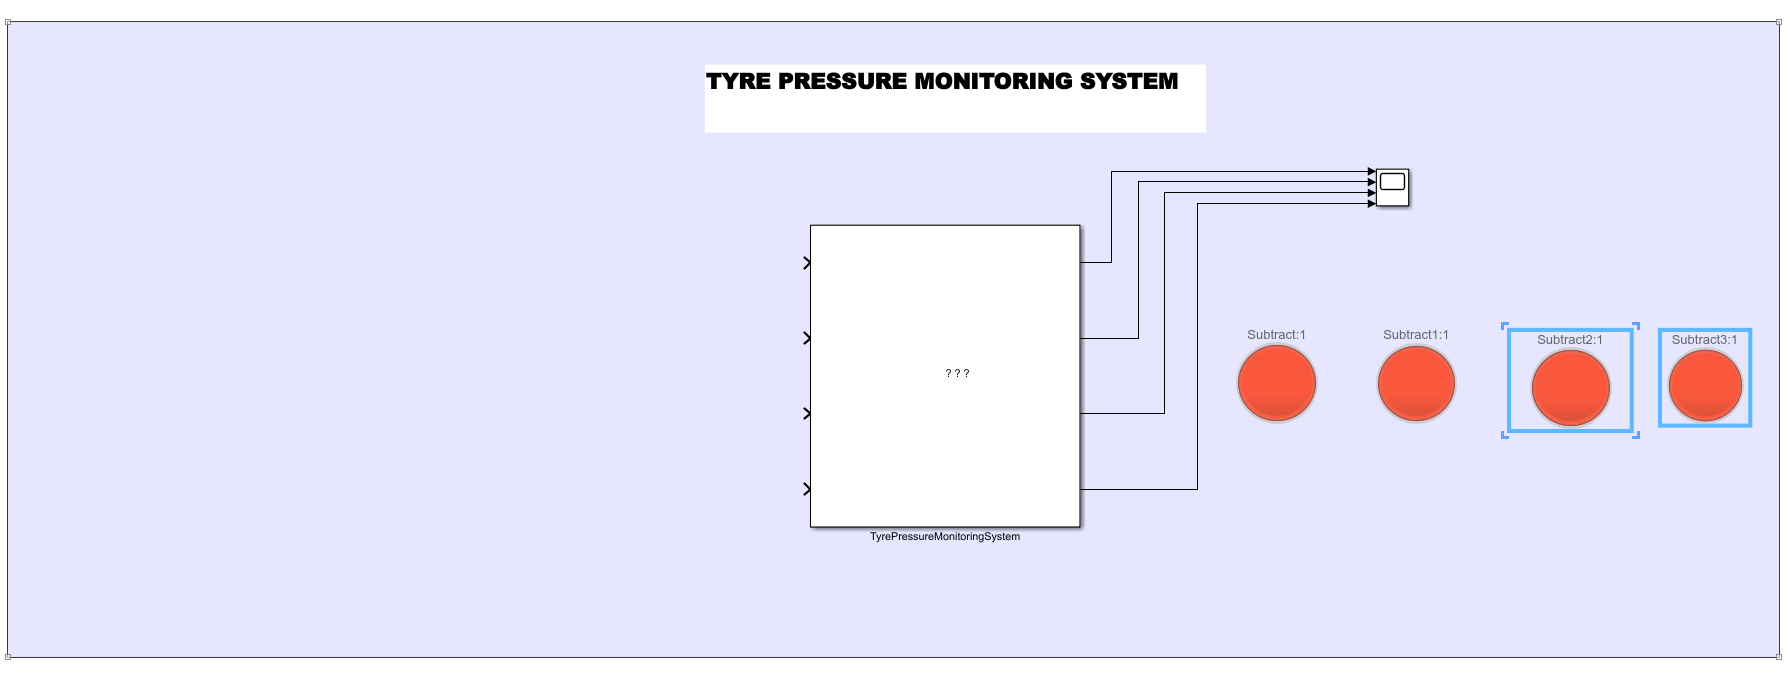 TYRE PRESSURE MONITORING SYSTEM
? ? ?
Subtract:1
Subtract1:1
Subtract2:1
Subtract3:1
TyrePressureMonitoringSystem